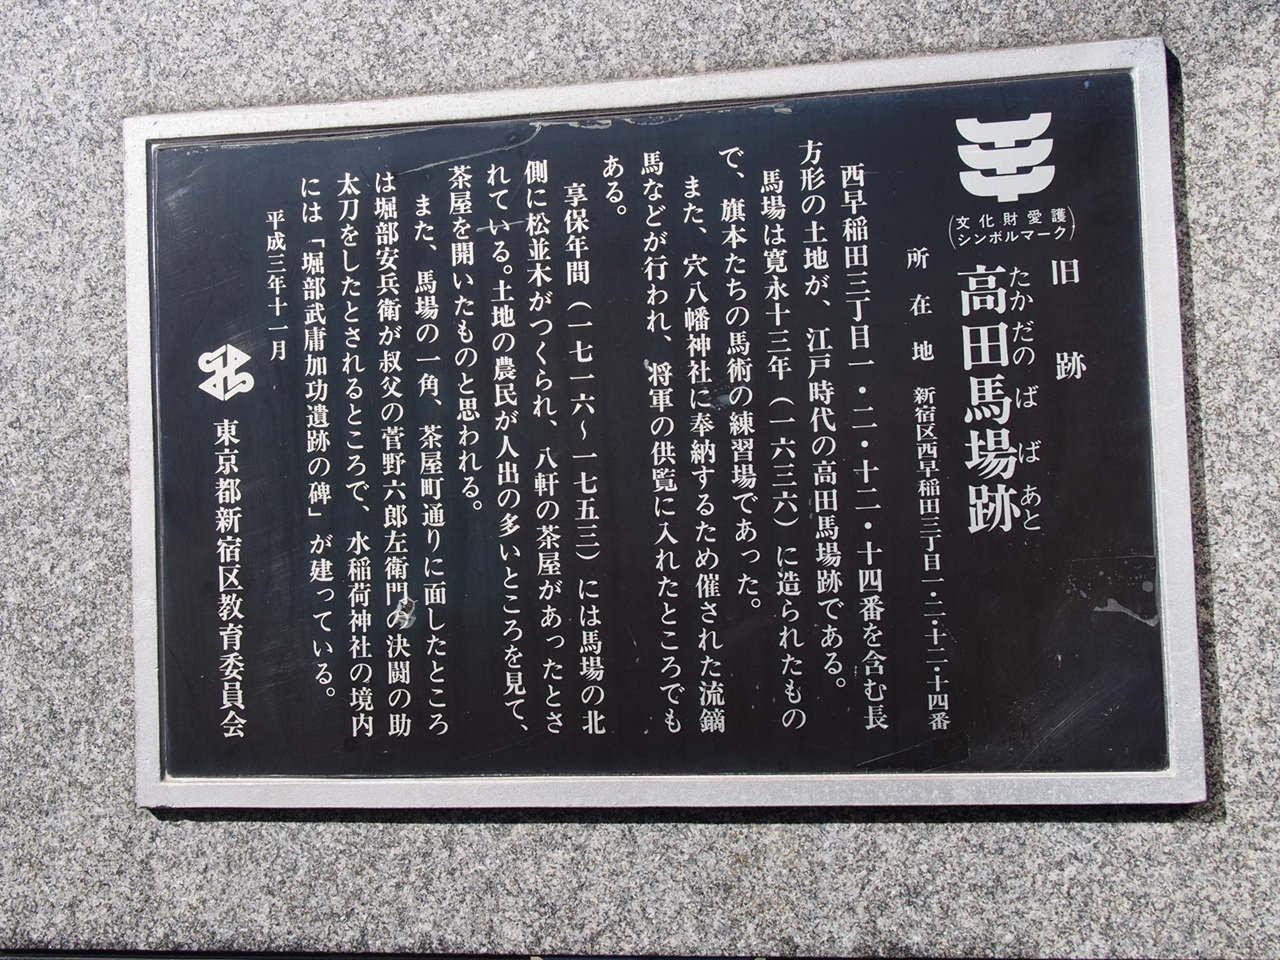 (文化財愛護
シンボルマーク)
旧跡
たかだのばばあと
高田馬場跡
所在地 新宿区西早稲田三丁目一・二・十二・十四番
西早稲田三丁目一・二・十二・十四番を含む長
方形の土地が、江戸時代の高田馬場跡である。
馬場は寛永十三年(一六三六)に造られたもの
で、旗本たちの馬術の練習場であった。
また、穴八幡神社に奉納するため催された流鏑
馬などが行われ、将軍の供覧に入れたところでも
ある。
享保年間(一七一六〜一七五三)には馬場の北
側に松並木がつくられ、八軒の茶屋があったとさ
れている。土地の農民が人出の多いところを見て、
茶屋を開いたものと思われる。
また、馬場の一角、茶屋町通りに面したところ
は堀部安兵衛が叔父の菅野六郎左衛門の決闘の助
太刀をしたとされるところで、水稲荷神社の境内
には「堀部武庸加功遺跡の碑」が建っている。
平成三年十一月
東京都新宿区教育委員会